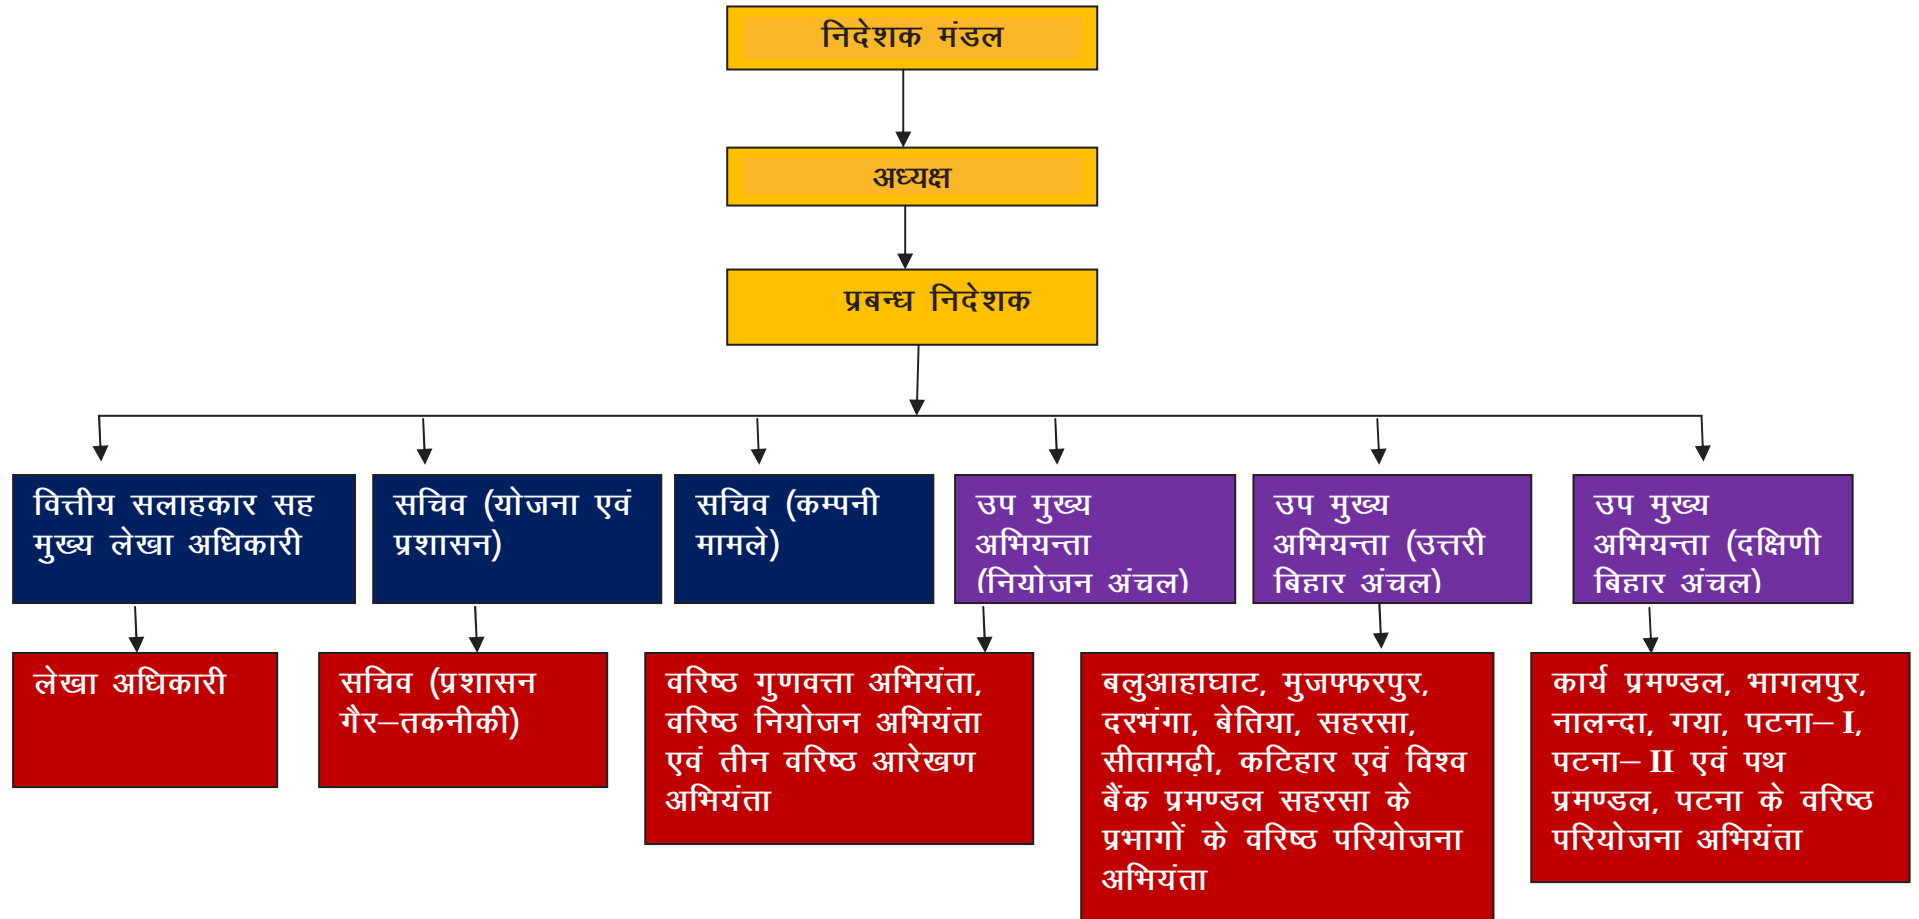 निदेशक मंडल
अध्यक्ष
प्रबन्ध निदेशक
वित्तीय सलाहकार सह
मुख्य लेखा अधिकारी
सचिव (योजना एवं
प्रशासन)
सचिव (कम्पनी
मामले)
उप मुख्य
अभियन्ता
(नियोजन अंचल)
उप मुख्य
अभियन्ता (उत्तरी
बिहार अंचल)
उप मुख्य
अभियन्ता (दक्षिणी
बिहार अंचल)
लेखा अधिकारी
सचिव (प्रशासन
गैर–तकनीकी)
वरिष्ठ गुणवत्ता अभियंता,
वरिष्ठ नियोजन अभियंता
एवं तीन वरिष्ठ आरेखण
अभियंता
बलुआहाघाट, मुजफ्फरपुर,
दरभंगा, बेतिया, सहरसा,
सीतामढ़ी, कटिहार एवं विश्व
बैंक प्रमण्डल सहरसा के
प्रभागों के वरिष्ठ परियोजना
अभियंता
कार्य प्रमण्डल, भागलपुर,
नालन्दा, गया, पटना– I,
पटना– II एवं पथ
प्रमण्डल, पटना के वरिष्ठ
परियोजना अभियंता